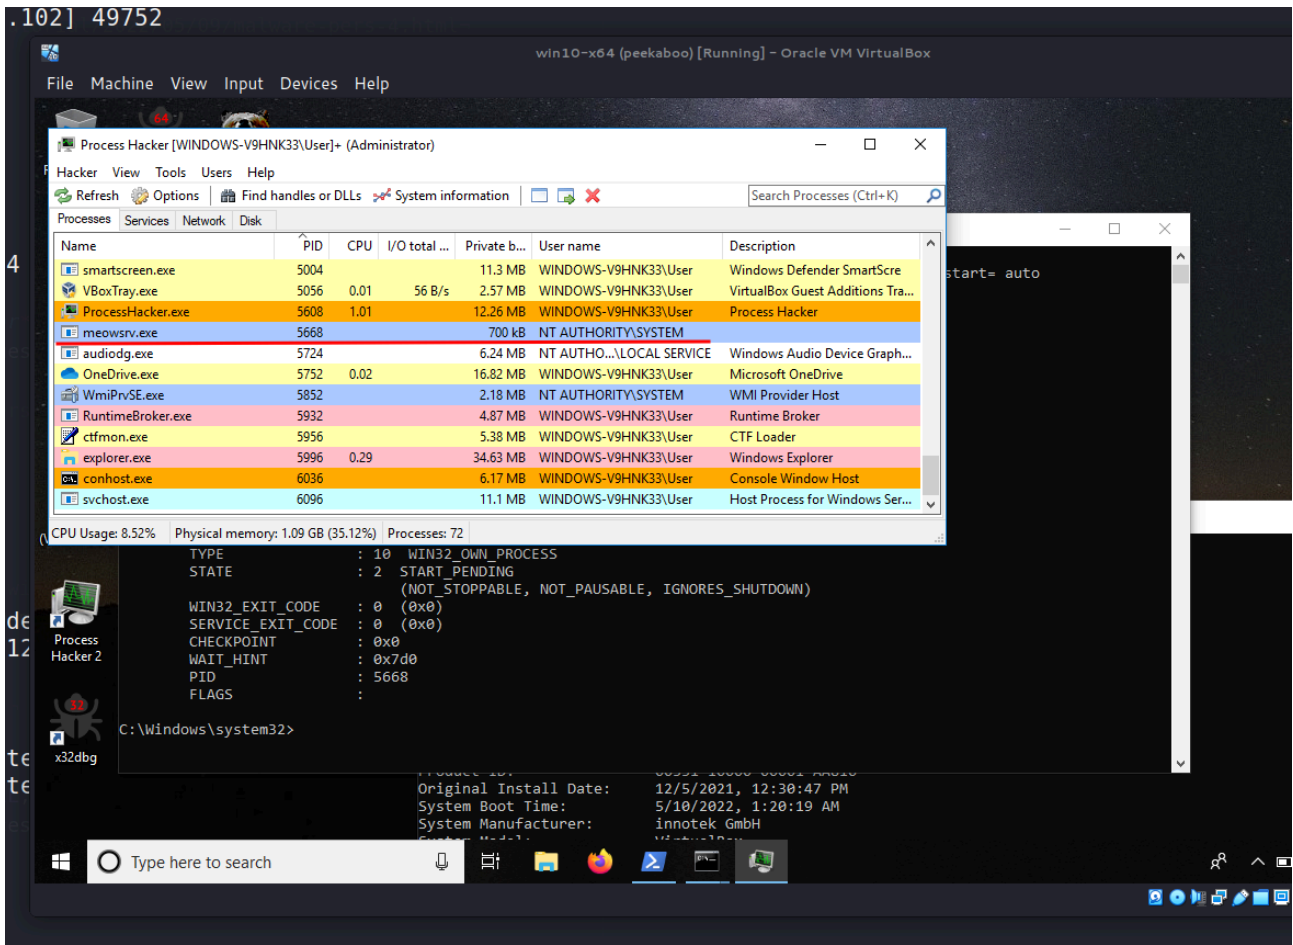 .102] 49752
win10-x64 (peekaboo) [Running] - Oracle VM VirtualBox
File Machine View Input Devices Help
64
Process Hacker [WINDOWS-V9HNK33\User]+ (Administrator)
Hacker View Tools Users Help
Refresh Options Find handles or DLLs System information Search Processes (Ctrl+K)
Processes Services Network Disk
Name PID CPU I/O total ... Private b... User name Description
smartscreen.exe 5004 11.3 MB WINDOWS-V9HNK33\User Windows Defender SmartScre
VBoxTray.exe 5056 0.01 56 B/s 2.57 MB WINDOWS-V9HNK33\User VirtualBox Guest Additions Tra...
ProcessHacker.exe 5608 1.01 12.26 MB WINDOWS-V9HNK33\User Process Hacker
meowsrv.exe 5668 700 kB NT AUTHORITY\SYSTEM
audiodg.exe 5724 6.24 MB NT AUTHO...\LOCAL SERVICE Windows Audio Device Graph...
OneDrive.exe 5752 0.02 16.82 MB WINDOWS-V9HNK33\User Microsoft OneDrive
WmiPrvSE.exe 5852 2.18 MB NT AUTHORITY\SYSTEM WMI Provider Host
RuntimeBroker.exe 5932 4.87 MB WINDOWS-V9HNK33\User Runtime Broker
ctfmon.exe 5956 5.38 MB WINDOWS-V9HNK33\User CTF Loader
explorer.exe 5996 0.29 34.63 MB WINDOWS-V9HNK33\User Windows Explorer
conhost.exe 6036 6.17 MB WINDOWS-V9HNK33\User Console Window Host
svchost.exe 6096 11.1 MB WINDOWS-V9HNK33\User Host Process for Windows Ser...
CPU Usage: 8.52% Physical memory: 1.09 GB (35.12%) Processes: 72
start= auto
4
TYPE : 10 WIN32_OWN_PROCESS
STATE : 2 START_PENDING
(NOT_STOPPABLE, NOT_PAUSABLE, IGNORES_SHUTDOWN)
WIN32_EXIT_CODE : 0 (0x0)
SERVICE_EXIT_CODE : 0 (0x0)
CHECKPOINT : 0x0
WAIT_HINT : 0x7d0
PID : 5668
FLAGS :
C:\Windows\system32>
de
12
Process
Hacker 2
32
x32dbg
te
te
Original Install Date: 12/5/2021, 12:30:47 PM
System Boot Time: 5/10/2022, 1:20:19 AM
System Manufacturer: innotek GmbH
Type here to search